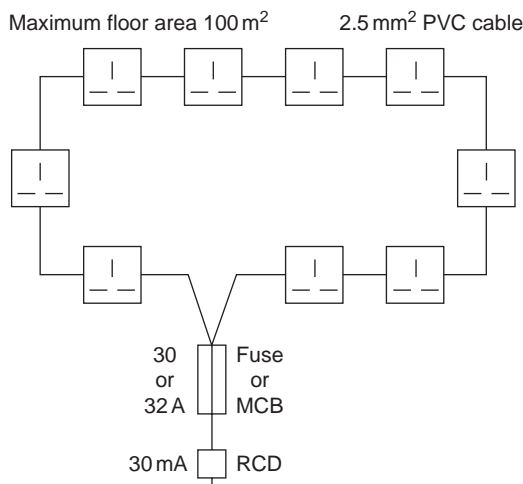 Maximum floor area 100 m²
2.5 mm² PVC cable
30
or
32 A
Fuse
or
MCB
30 mA
RCD